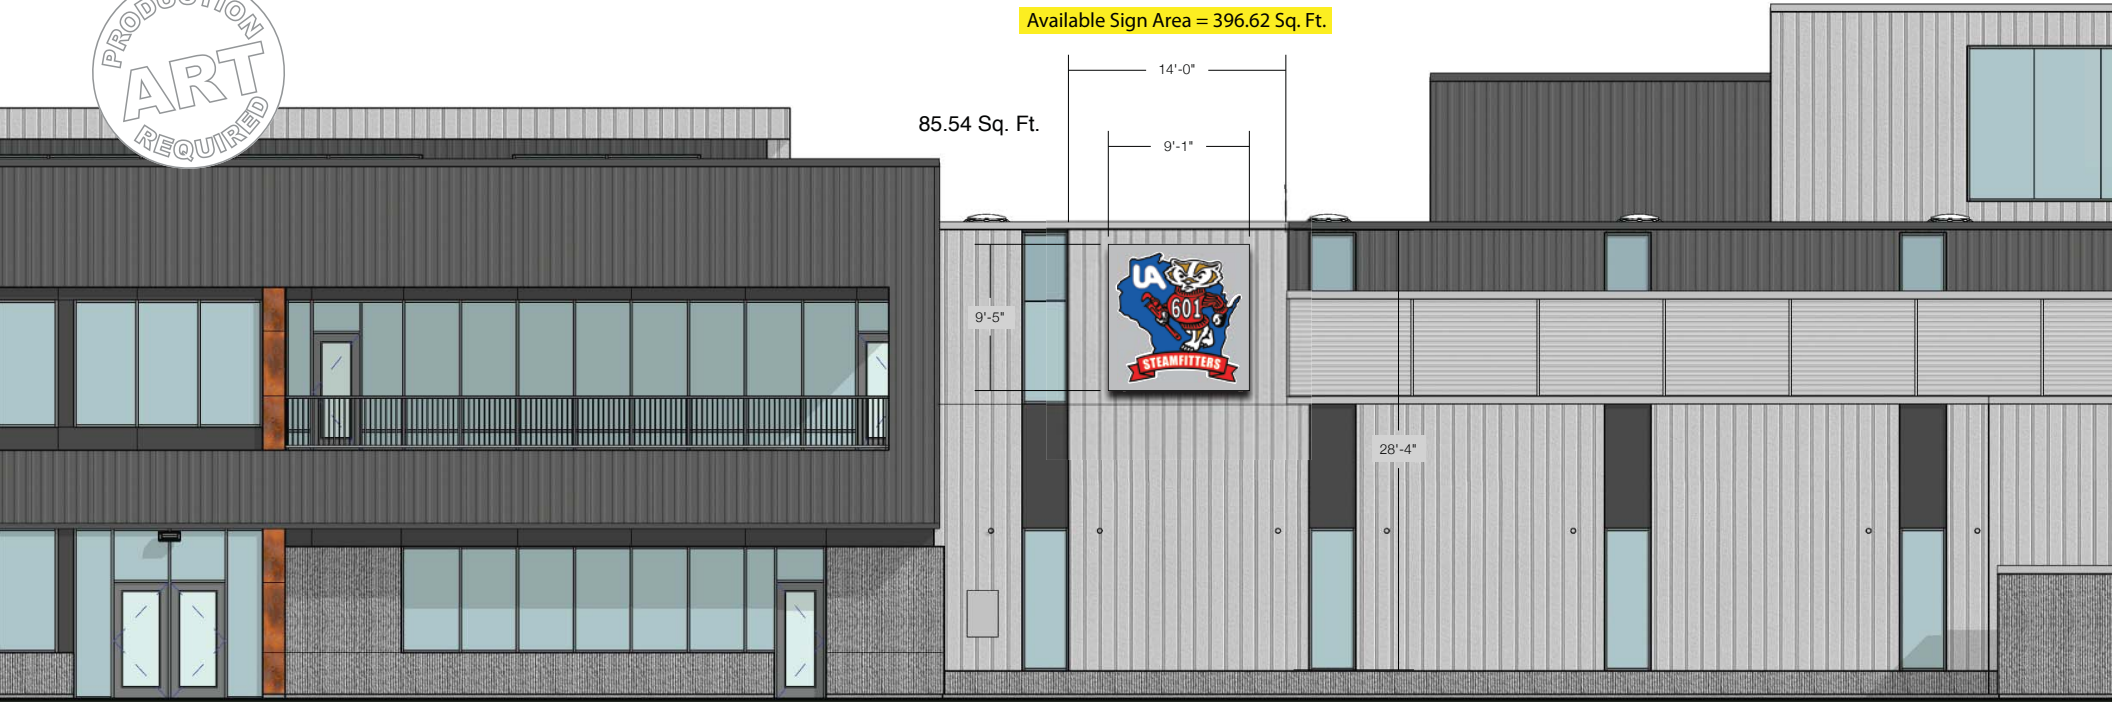 PRODUCTION
ART
REQUIRED
Available Sign Area = 396.62 Sq. Ft.
14'-0"
85.54 Sq. Ft.
9'-1"
9'-5"
UA
601
STEAMFITTERS
28'-4"